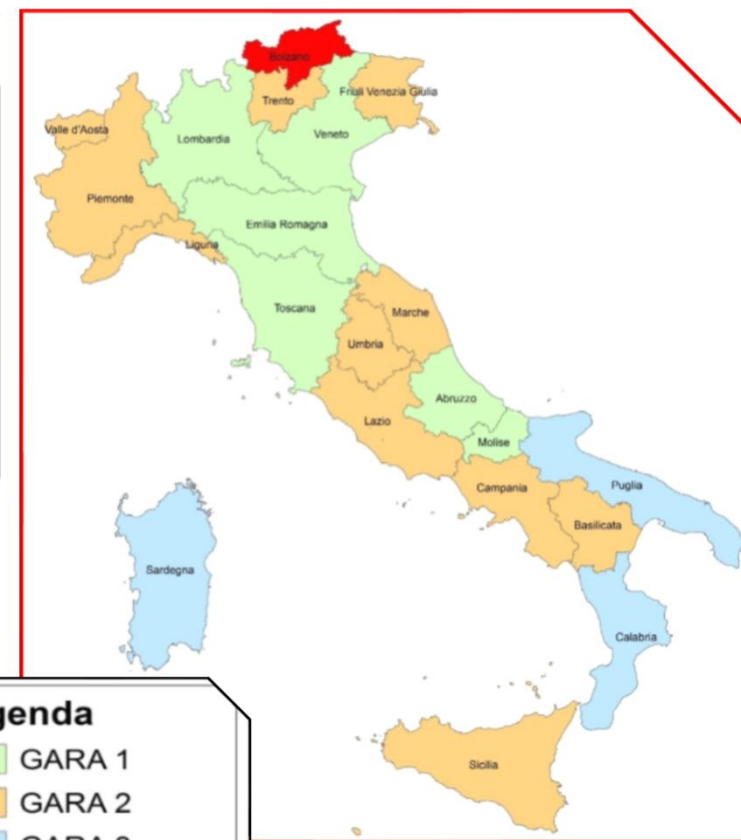 Bolzano
Trento
Friuli Venezia Giulia
Valle d'Aosta
Lombardia
Veneto
Piemonte
Emilia Romagna
Liguria
Toscana
Marche
Umbria
Abruzzo
Lazio
Molise
Campania
Puglia
Basilicata
Sardegna
Calabria
Sicilia
genda
GARA 1
GARA 2